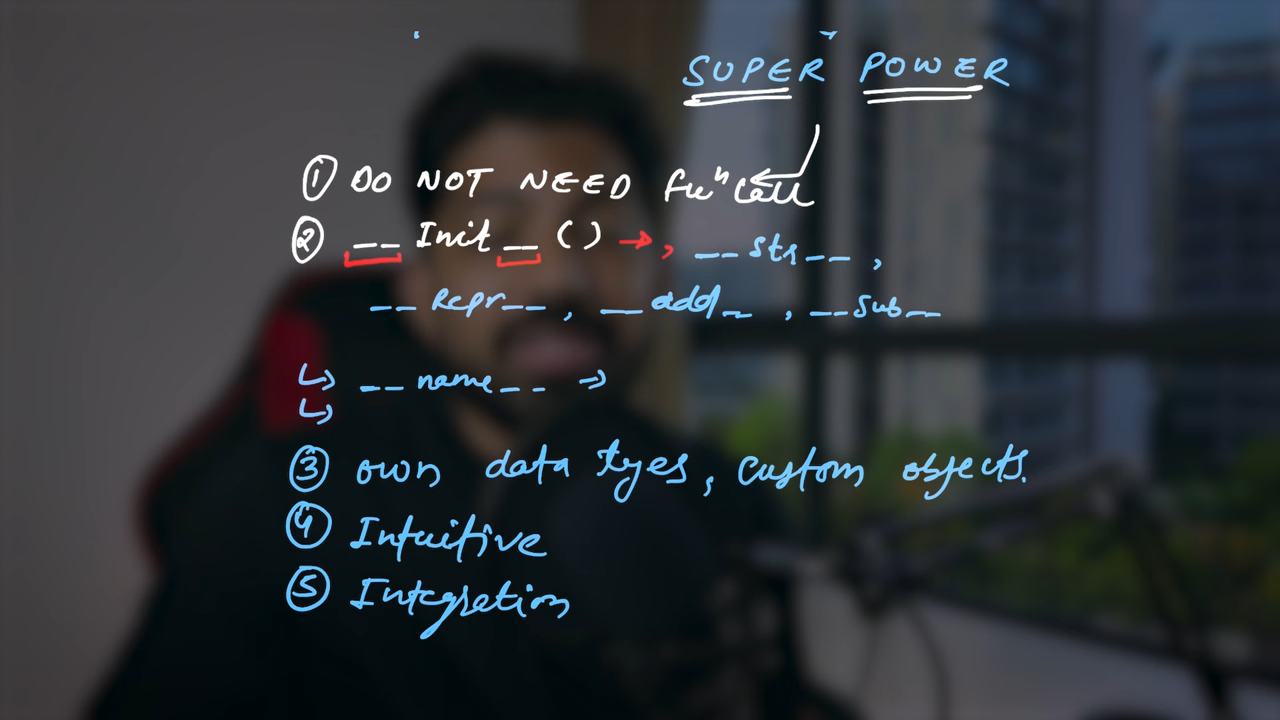 SUPER POWER
① DO NOT NEED fuⁿ Call
② __Init__() → , __str__ ,
__Repr__ , __add__ , __sub__
↳ __name__ →
↳
③ own data tyes, custom objects.
④ Intuitive
⑤ Integration